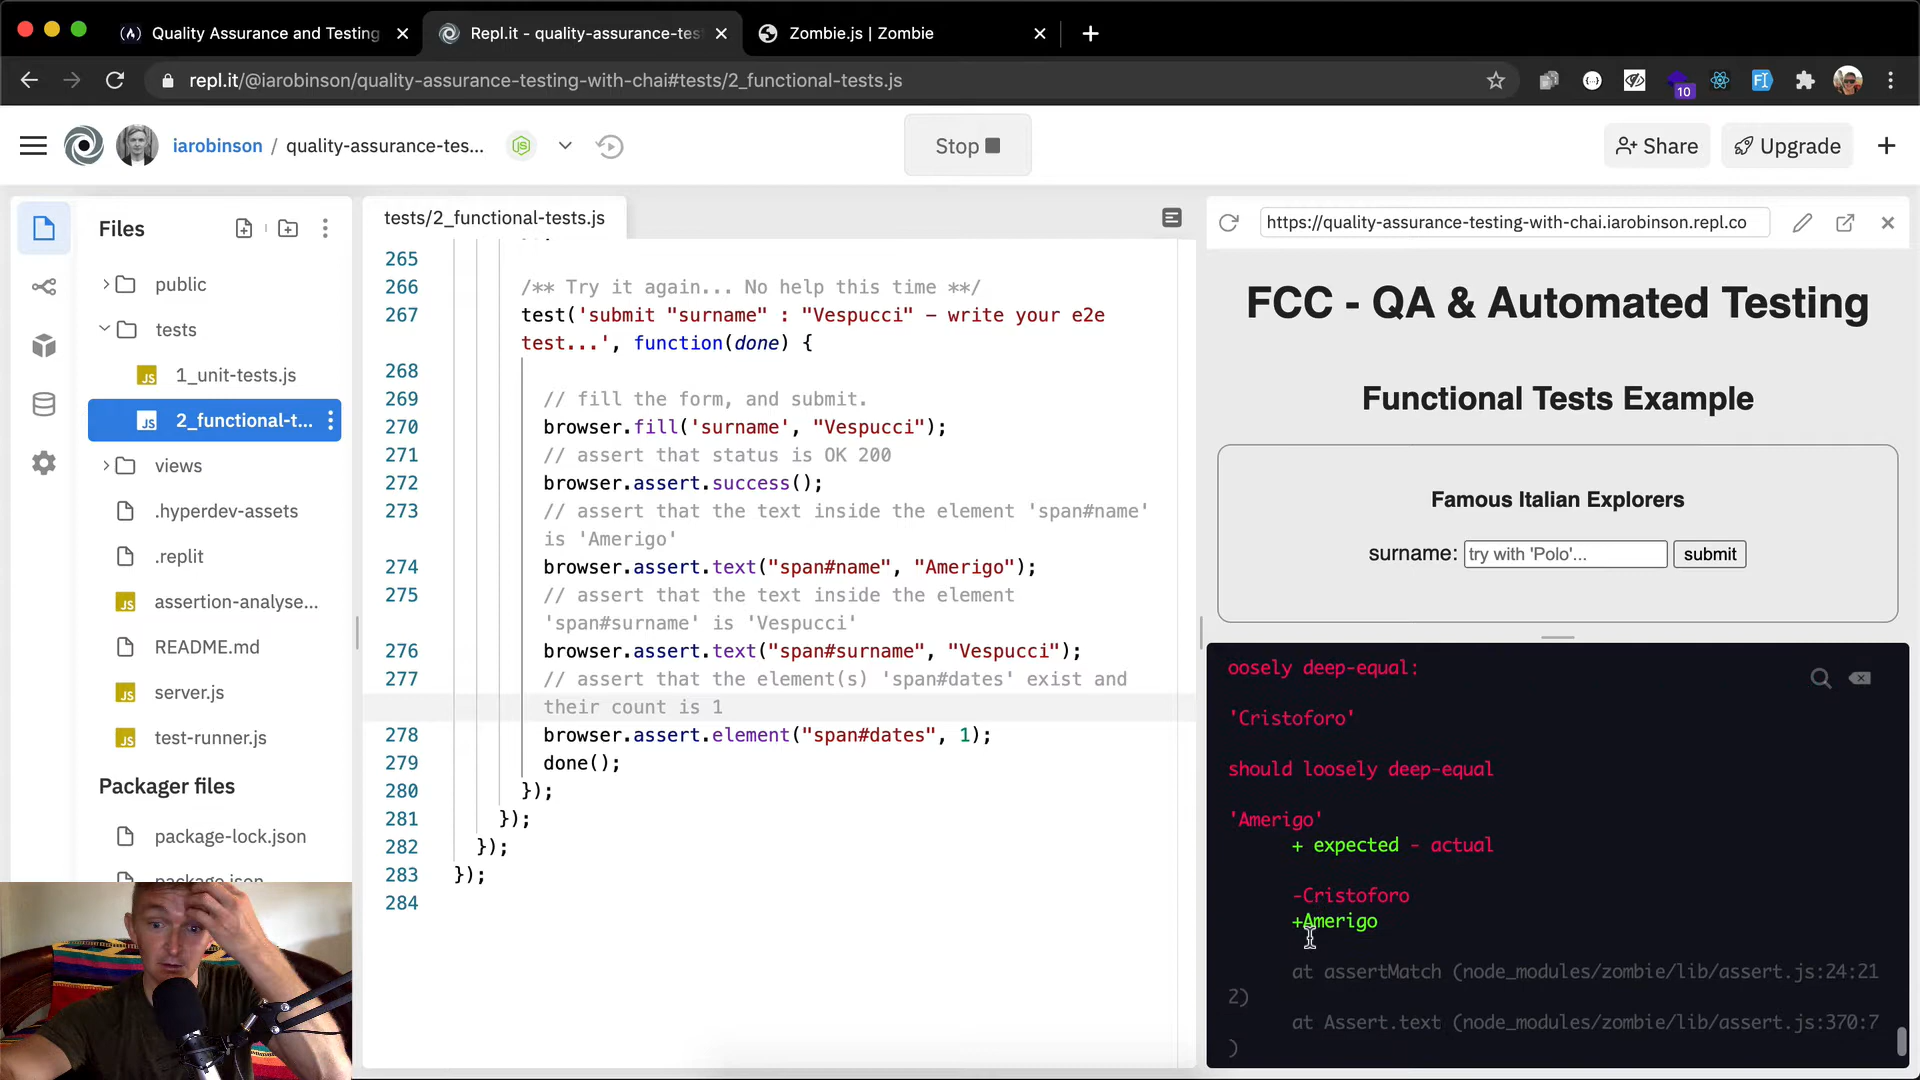 Quality Assurance and Testing
Repl.it - quality-assurance-tes
Zombie.js | Zombie
repl.it/@iarobinson/quality-assurance-testing-with-chai#tests/2_functional-tests.js
10
iarobinson / quality-assurance-tes...
Stop
Share
Upgrade
Files
public
tests
JS 1_unit-tests.js
JS 2_functional-t...
views
.hyperdev-assets
.replit
JS assertion-analyse...
README.md
JS server.js
JS test-runner.js
Packager files
package-lock.json
package.json
tests/2_functional-tests.js
265
266 /** Try it again... No help this time **/
267 test('submit "surname" : "Vespucci" - write your e2e
test...', function(done) {
268
269 // fill the form, and submit.
270 browser.fill('surname', "Vespucci");
271 // assert that status is OK 200
272 browser.assert.success();
273 // assert that the text inside the element 'span#name'
is 'Amerigo'
274 browser.assert.text("span#name", "Amerigo");
275 // assert that the text inside the element
'span#surname' is 'Vespucci'
276 browser.assert.text("span#surname", "Vespucci");
277 // assert that the element(s) 'span#dates' exist and
their count is 1
278 browser.assert.element("span#dates", 1);
279 done();
280 });
281 });
282 });
283 });
284
https://quality-assurance-testing-with-chai.iarobinson.repl.co
FCC - QA & Automated Testing
Functional Tests Example
Famous Italian Explorers
surname: try with 'Polo'... submit
oosely deep-equal:
'Cristoforo'
should loosely deep-equal
'Amerigo'
+ expected - actual
-Cristoforo
+Amerigo
at assertMatch (node_modules/zombie/lib/assert.js:24:21
2)
at Assert.text (node_modules/zombie/lib/assert.js:370:7
)